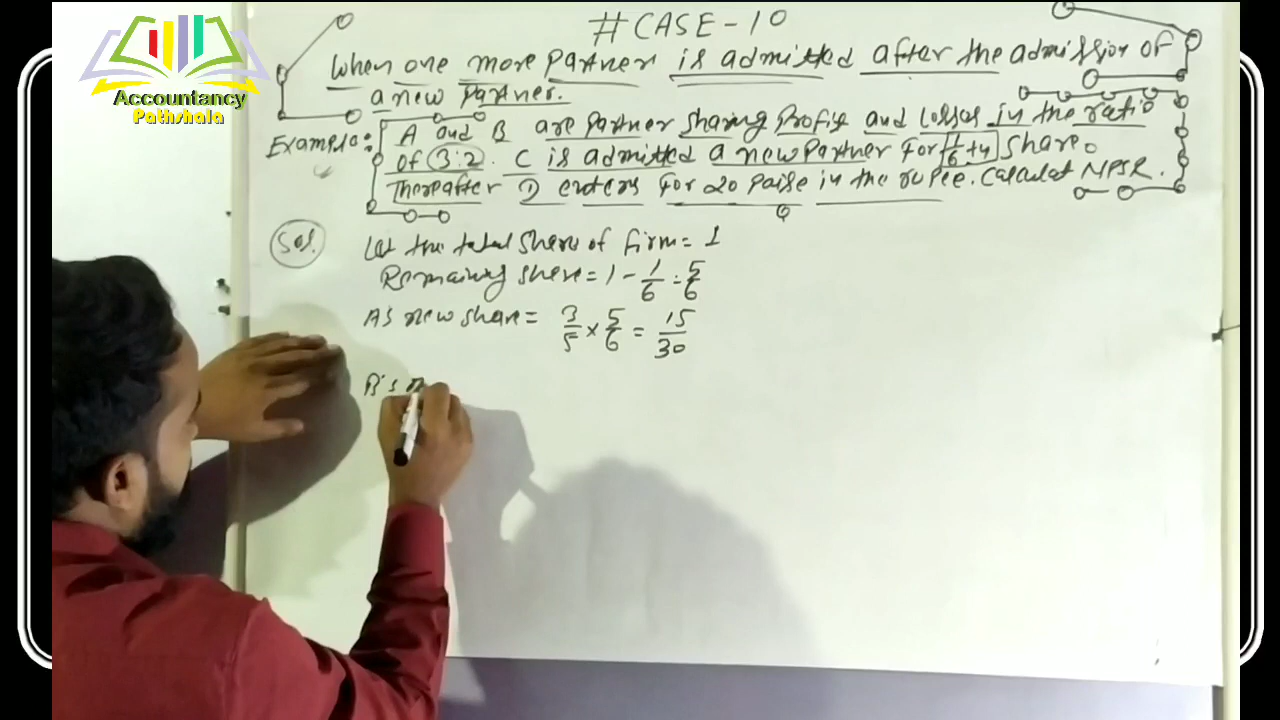 Accountancy
Pathshala
#CASE-10
When one more Partner is admitted after the admission of
a new Partner.
Example:- A and B are Partner sharing Profit and Losses in the ratio
of 3:2. C is admitted a new Partner For 1/6 th share.
Thereafter D enters For 20 Paise in the rupee. Calculat NPSR.
Sol. Let the total share of firm = 1
Remaining share = 1 - 1/6 = 5/6
A's new share = 3/5 × 5/6 = 15/30
B's n